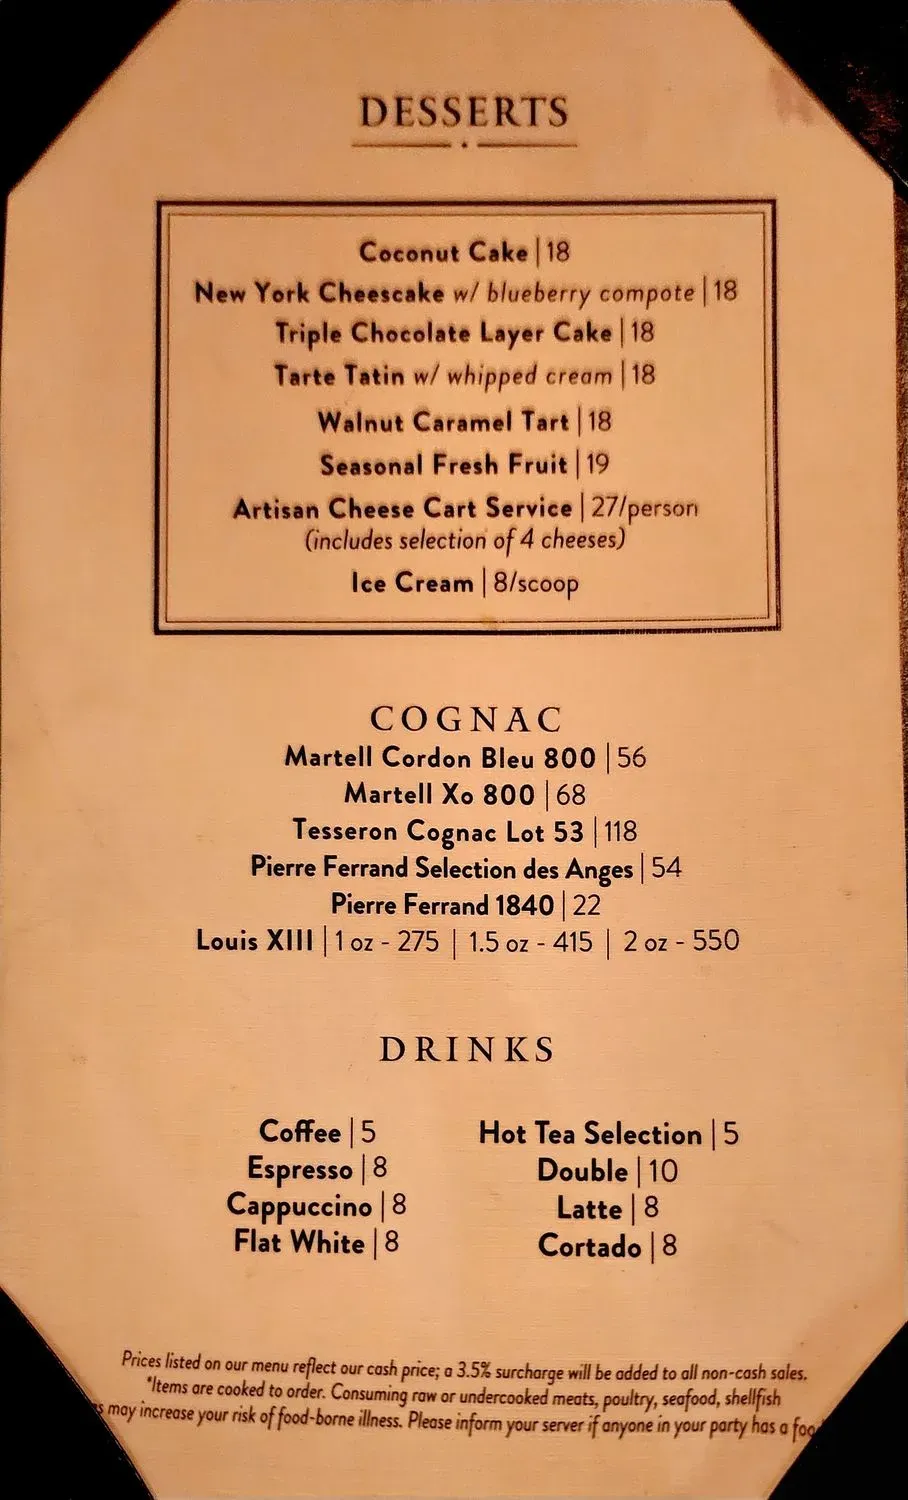 DESSERTS
Coconut Cake | 18
New York Cheescake w/ blueberry compote | 18
Triple Chocolate Layer Cake | 18
Tarte Tatin w/ whipped cream | 18
Walnut Caramel Tart | 18
Seasonal Fresh Fruit | 19
Artisan Cheese Cart Service | 27/person
(includes selection of 4 cheeses)
Ice Cream | 8/scoop
COGNAC
Martell Cordon Bleu 800 | 56
Martell Xo 800 | 68
Tesseron Cognac Lot 53 | 118
Pierre Ferrand Selection des Anges | 54
Pierre Ferrand 1840 | 22
Louis XIII | 1 oz - 275 | 1.5 oz - 415 | 2 oz - 550
DRINKS
Coffee | 5 Hot Tea Selection | 5
Espresso | 8 Double | 10
Cappuccino | 8 Latte | 8
Flat White | 8 Cortado | 8
Prices listed on our menu reflect our cash price; a 3.5% surcharge will be added to all non-cash sales.
*Items are cooked to order. Consuming raw or undercooked meats, poultry, seafood, shellfish
may increase your risk of food-borne illness. Please inform your server if anyone in your party has a